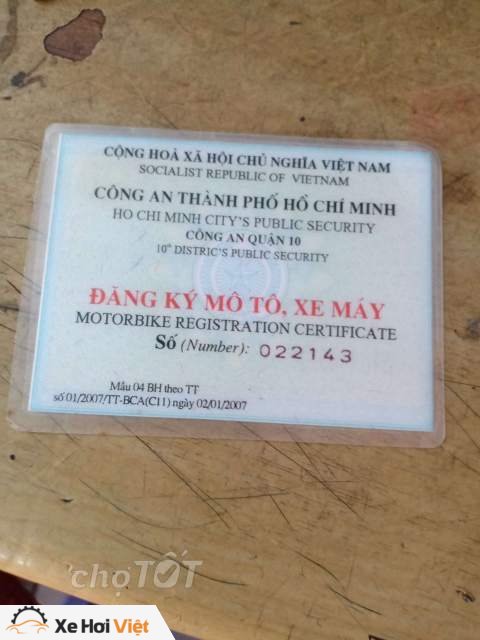 CỘNG HOÀ XÃ HỘI CHỦ NGHĨA VIỆT NAM
SOCIALIST REPUBLIC OF VIETNAM
CÔNG AN THÀNH PHỐ HỒ CHÍ MINH
HO CHI MINH CITY'S PUBLIC SECURITY
CÔNG AN QUẬN 10
10th DISTRIC'S PUBLIC SECURITY
ĐĂNG KÝ MÔ TÔ, XE MÁY
MOTORBIKE REGISTRATION CERTIFICATE
Số (Number): 022143
Mẫu 04 BH theo TT
số 01/2007/TT-BCA(C11) ngày 02/01/2007
chợTỐT
Xe Hơi Việt